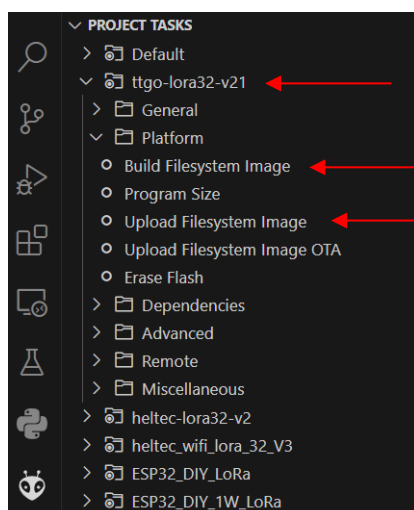 PROJECT TASKS
Default
ttgo-lora32-v21
General
Platform
Build Filesystem Image
Program Size
Upload Filesystem Image
Upload Filesystem Image OTA
Erase Flash
Dependencies
Advanced
Remote
Miscellaneous
heltec-lora32-v2
heltec_wifi_lora_32_V3
ESP32_DIY_LoRa
ESP32_DIY_1W_LoRa